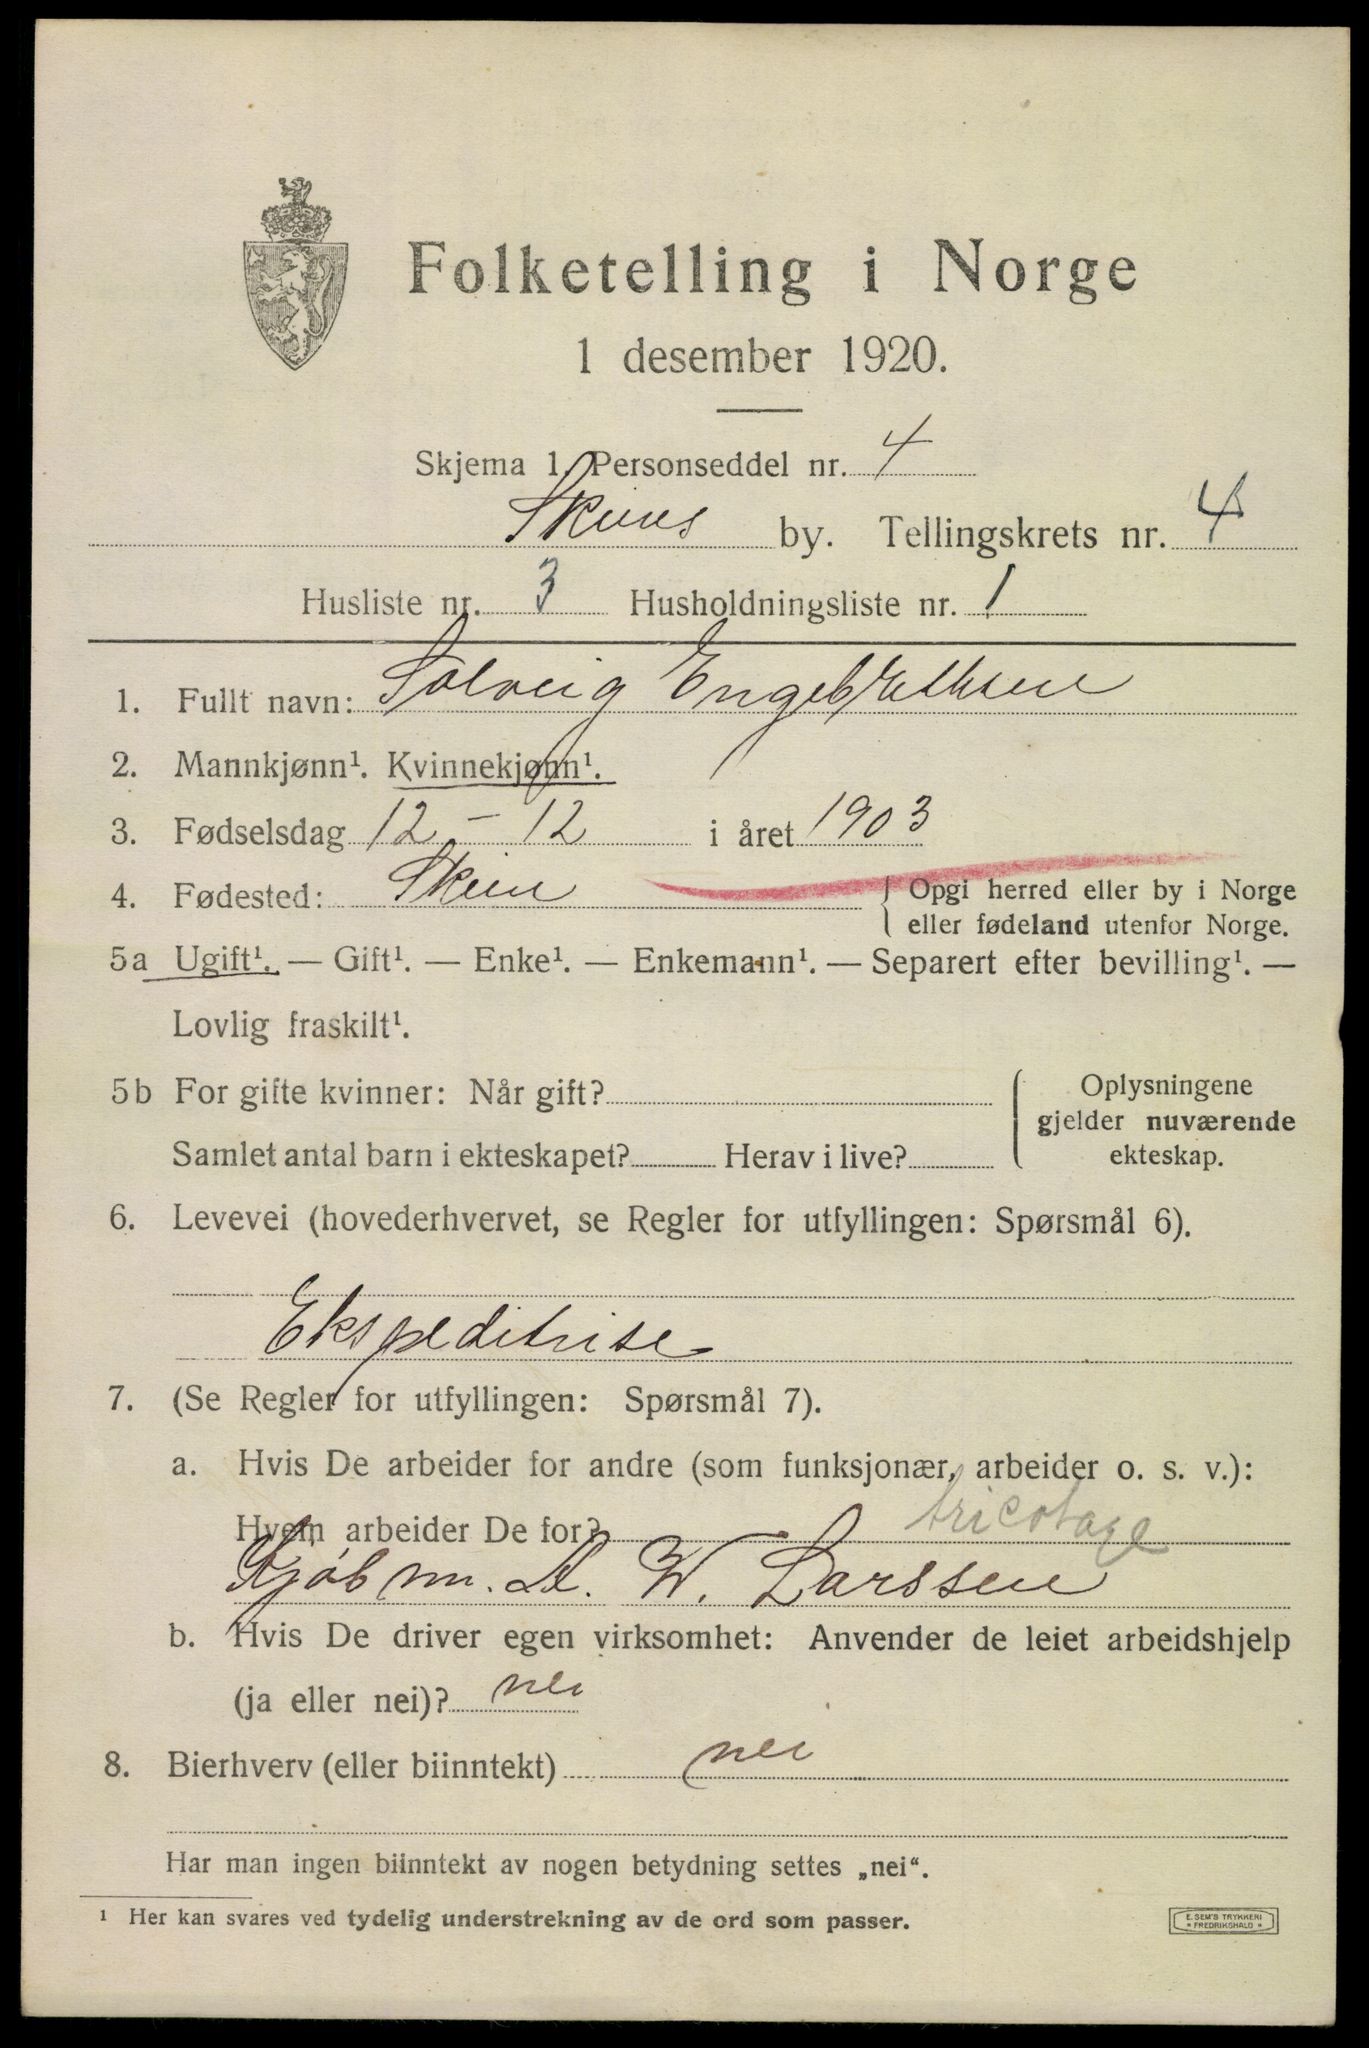 Folketelling i Norge
1 desember 1920.
Skjema 1. Personseddel nr. 4
Skiens by. Tellingskrets nr. 4
Husliste nr. 3 Husholdningsliste nr. 1
1. Fullt navn: Solveig Engebrethsen
2. Mannkjønn¹. Kvinnekjønn¹.
3. Fødselsdag 12 - 12 i året 1903
4. Fødested: Skien { Opgi herred eller by i Norge
eller fødeland utenfor Norge.
5a Ugift¹. — Gift¹. — Enke¹. — Enkemann¹. — Separert efter bevilling¹. —
Lovlig fraskilt¹.
5b For gifte kvinner: Når gift?
Samlet antal barn i ekteskapet? Herav i live?
Oplysningene
gjelder nuværende
ekteskap.
6. Levevei (hovederhvervet, se Regler for utfyllingen: Spørsmål 6).
Ekspeditrise
7. (Se Regler for utfyllingen: Spørsmål 7).
a. Hvis De arbeider for andre (som funksjonær, arbeider o. s. v.):
Hvem arbeider De for? tricotage
Kjøbm. A. W. Larssen
b. Hvis De driver egen virksomhet: Anvender de leiet arbeidshjelp
(ja eller nei)? nei
8. Bierhverv (eller biinntekt) nei
Har man ingen biinntekt av nogen betydning settes „nei“.
¹ Her kan svares ved tydelig understrekning av de ord som passer.
E. SEM'S TRYKKERI
* FREDRIKSHALD *